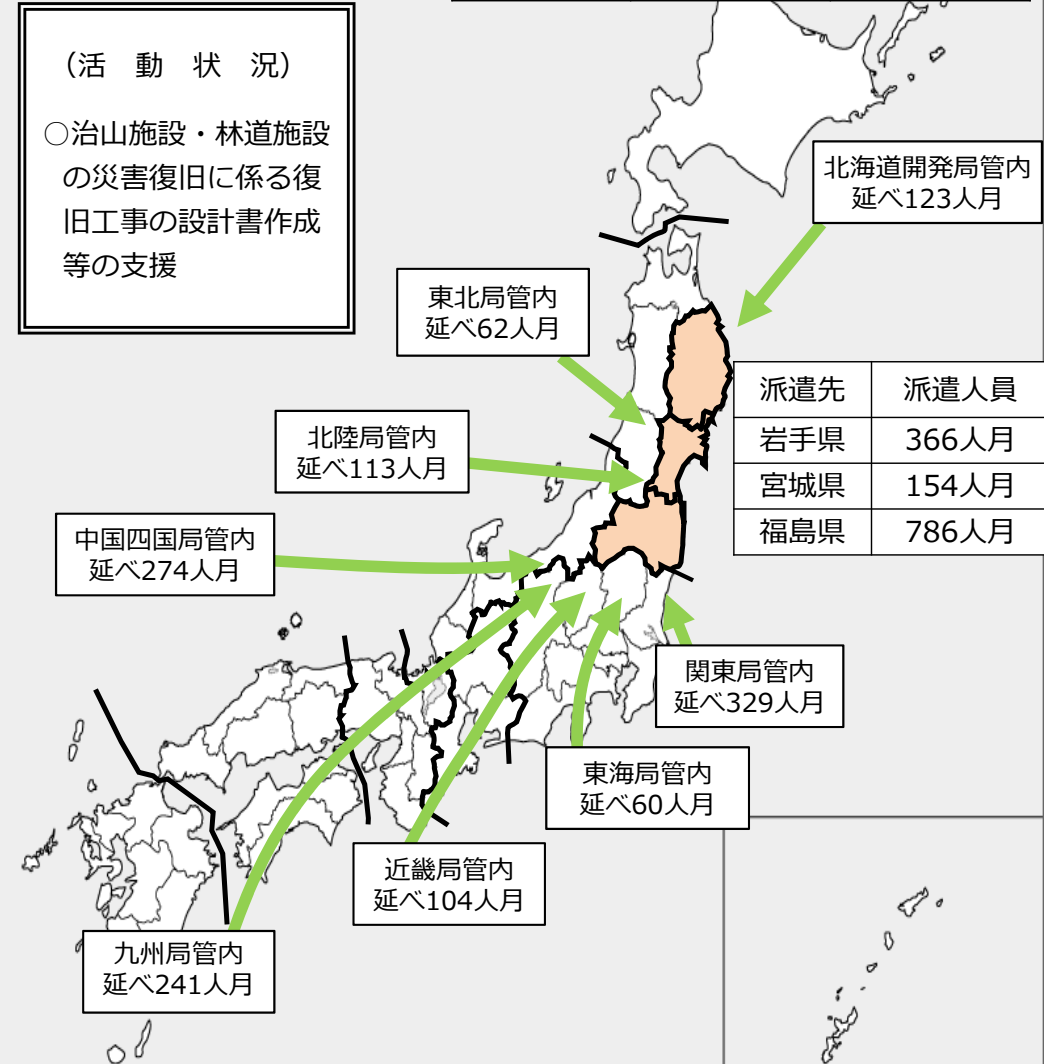 （活　動　状　況）
○治山施設・林道施設
の災害復旧に係る復
旧工事の設計書作成
等の支援
北海道開発局管内
延べ123人月
東北局管内
延べ62人月
派遣先 派遣人員
岩手県 366人月
宮城県 154人月
福島県 786人月
北陸局管内
延べ113人月
中国四国局管内
延べ274人月
関東局管内
延べ329人月
東海局管内
延べ60人月
近畿局管内
延べ104人月
九州局管内
延べ241人月